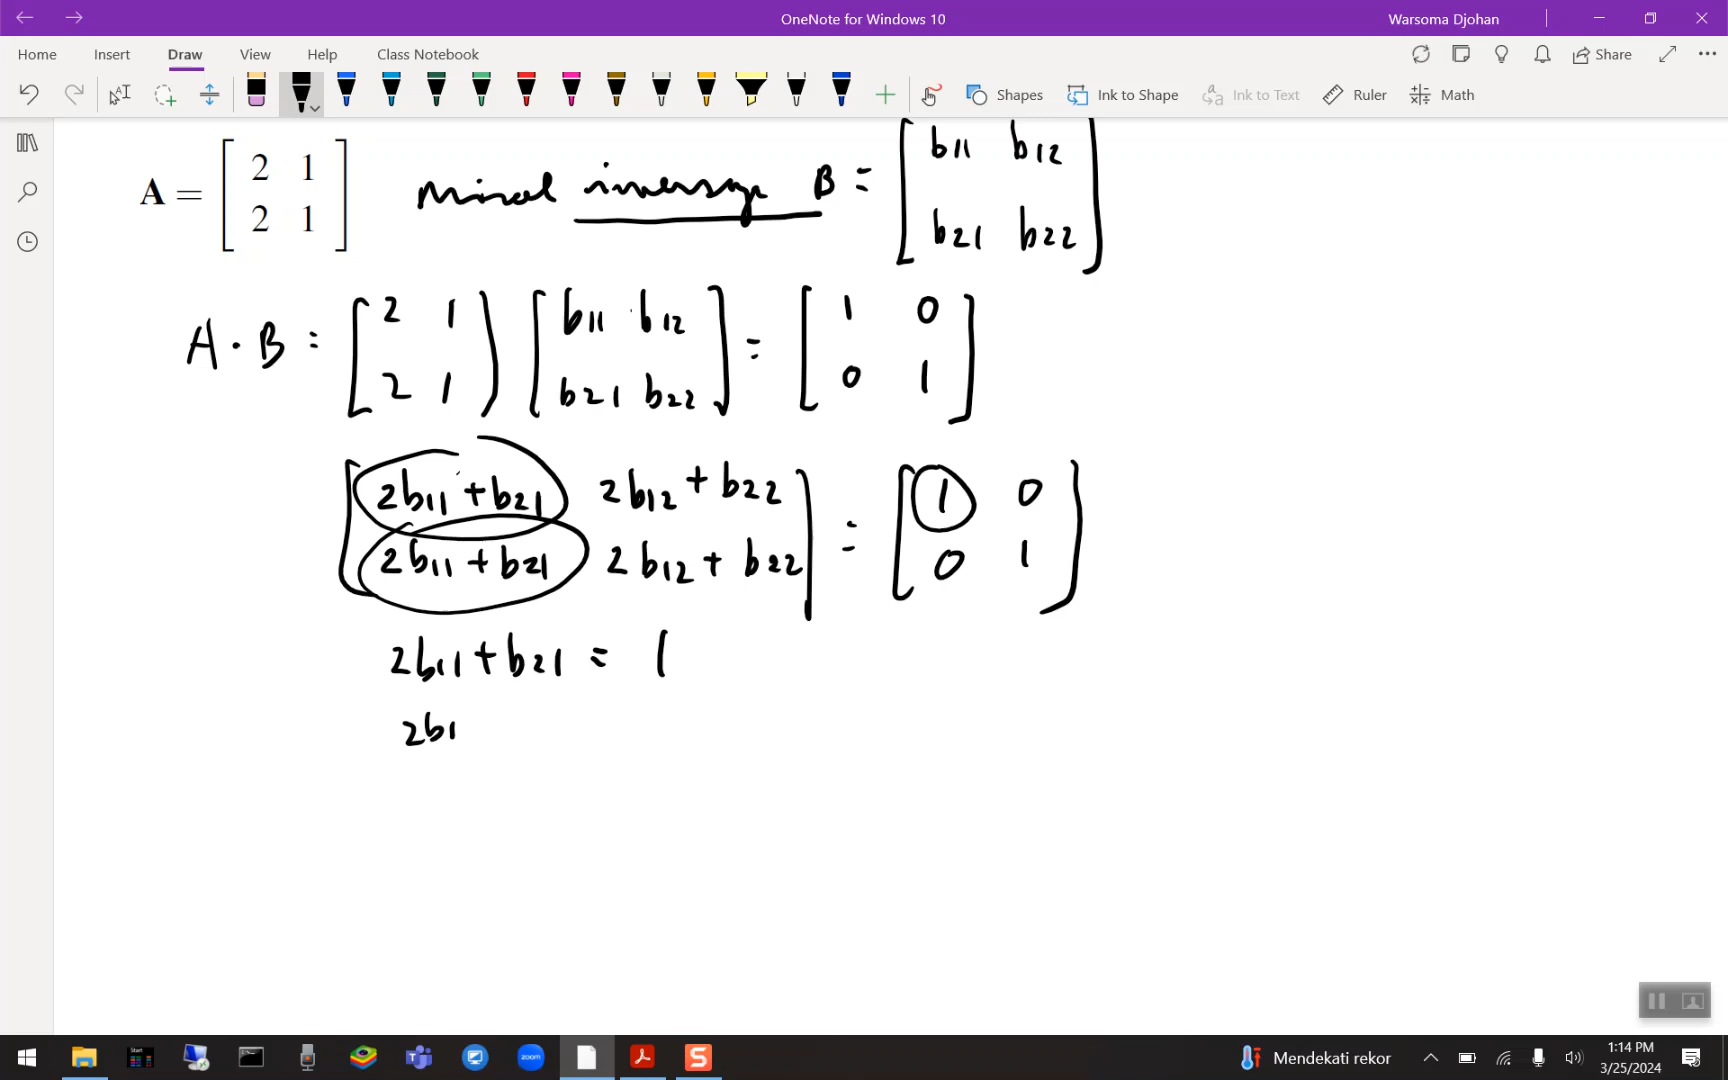 OneNote for Windows 10
Warsoma Djohan
Home Insert Draw View Help Class Notebook
Share
Shapes Ink to Shape Ink to Text Ruler Math
A = [ 2 1 ; 2 1 ] Misal inversnya B = [ b11 b12 ; b21 b22 ]
A · B = [ 2 1 ; 2 1 ] [ b11 b12 ; b21 b22 ] = [ 1 0 ; 0 1 ]
[ 2b11 + b21 2b12 + b22 ] = [ 1 0 ]
[ 2b11 + b21 2b12 + b22 ] [ 0 1 ]
2b11 + b21 = 1
2b1
Start
zoom
Mendekati rekor
1:14 PM
3/25/2024